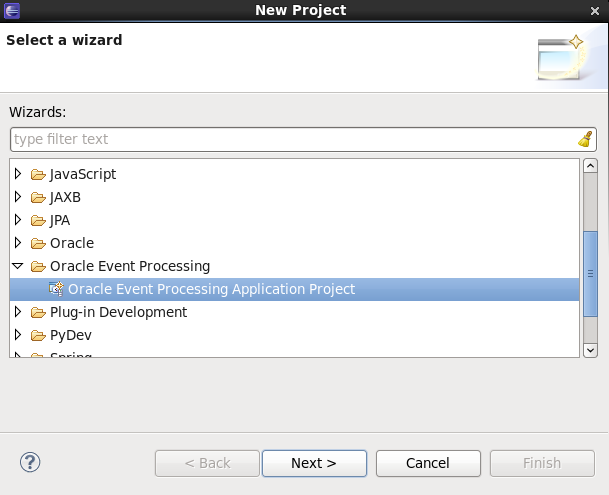 New Project
Select a wizard
Wizards:
type filter text
JavaScript
JAXB
JPA
Oracle
Oracle Event Processing
Oracle Event Processing Application Project
Plug-in Development
PyDev
Spring
?
< Back
Next >
Cancel
Finish